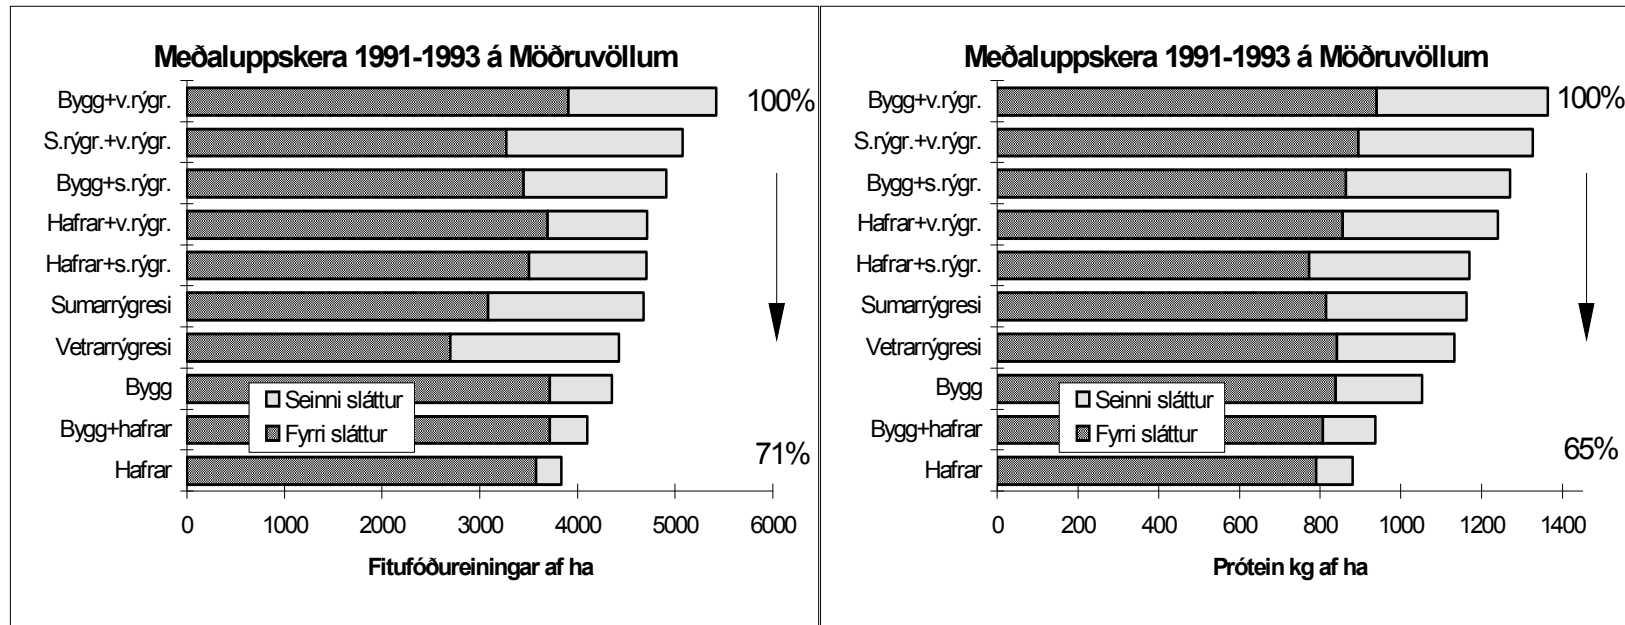 Meðaluppskera 1991-1993 á Möðruvöllum
Bygg+v.rýgr.
100%
S.rýgr.+v.rýgr.
Bygg+s.rýgr.
Hafrar+v.rýgr.
Hafrar+s.rýgr.
Sumarrýgresi
Vetrarrýgresi
Bygg
Seinni sláttur
Bygg+hafrar
Fyrri sláttur
71%
Hafrar
0 1000 2000 3000 4000 5000 6000
Fitufóðureiningar af ha
Meðaluppskera 1991-1993 á Möðruvöllum
Bygg+v.rýgr.
100%
S.rýgr.+v.rýgr.
Bygg+s.rýgr.
Hafrar+v.rýgr.
Hafrar+s.rýgr.
Sumarrýgresi
Vetrarrýgresi
Bygg
Seinni sláttur
Bygg+hafrar
Fyrri sláttur
65%
Hafrar
0 200 400 600 800 1000 1200 1400
Prótein kg af ha